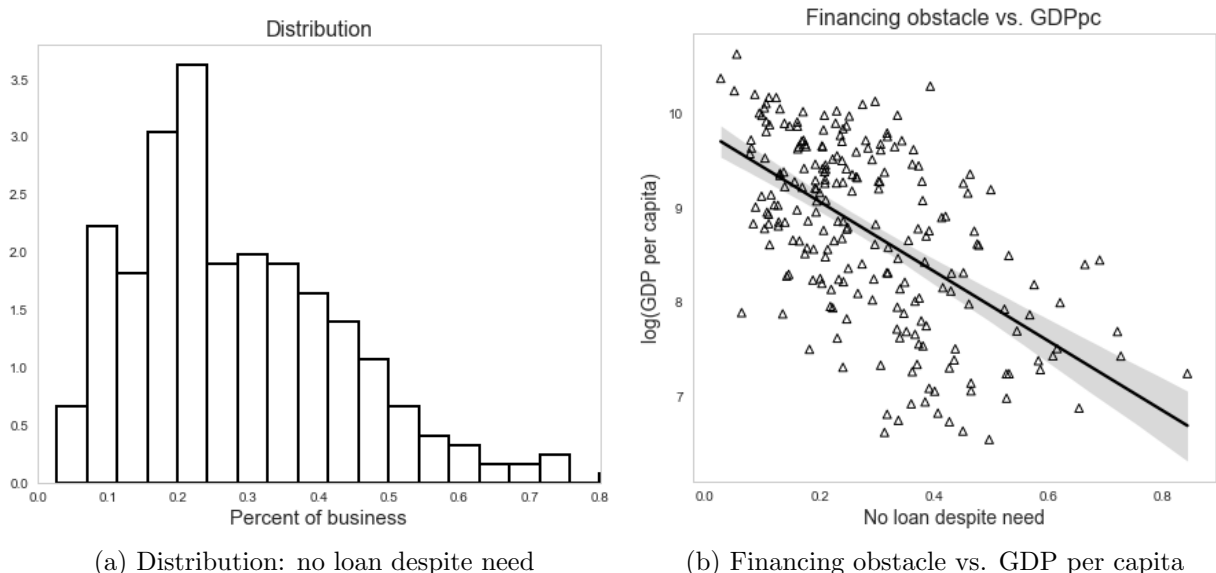 Distribution
3.5
3.0
2.5
2.0
1.5
1.0
0.5
0.0
0.0 0.1 0.2 0.3 0.4 0.5 0.6 0.7 0.8
Percent of business
(a) Distribution: no loan despite need
Financing obstacle vs. GDPpc
log(GDP per capita)
10
9
8
7
0.0 0.2 0.4 0.6 0.8
No loan despite need
(b) Financing obstacle vs. GDP per capita